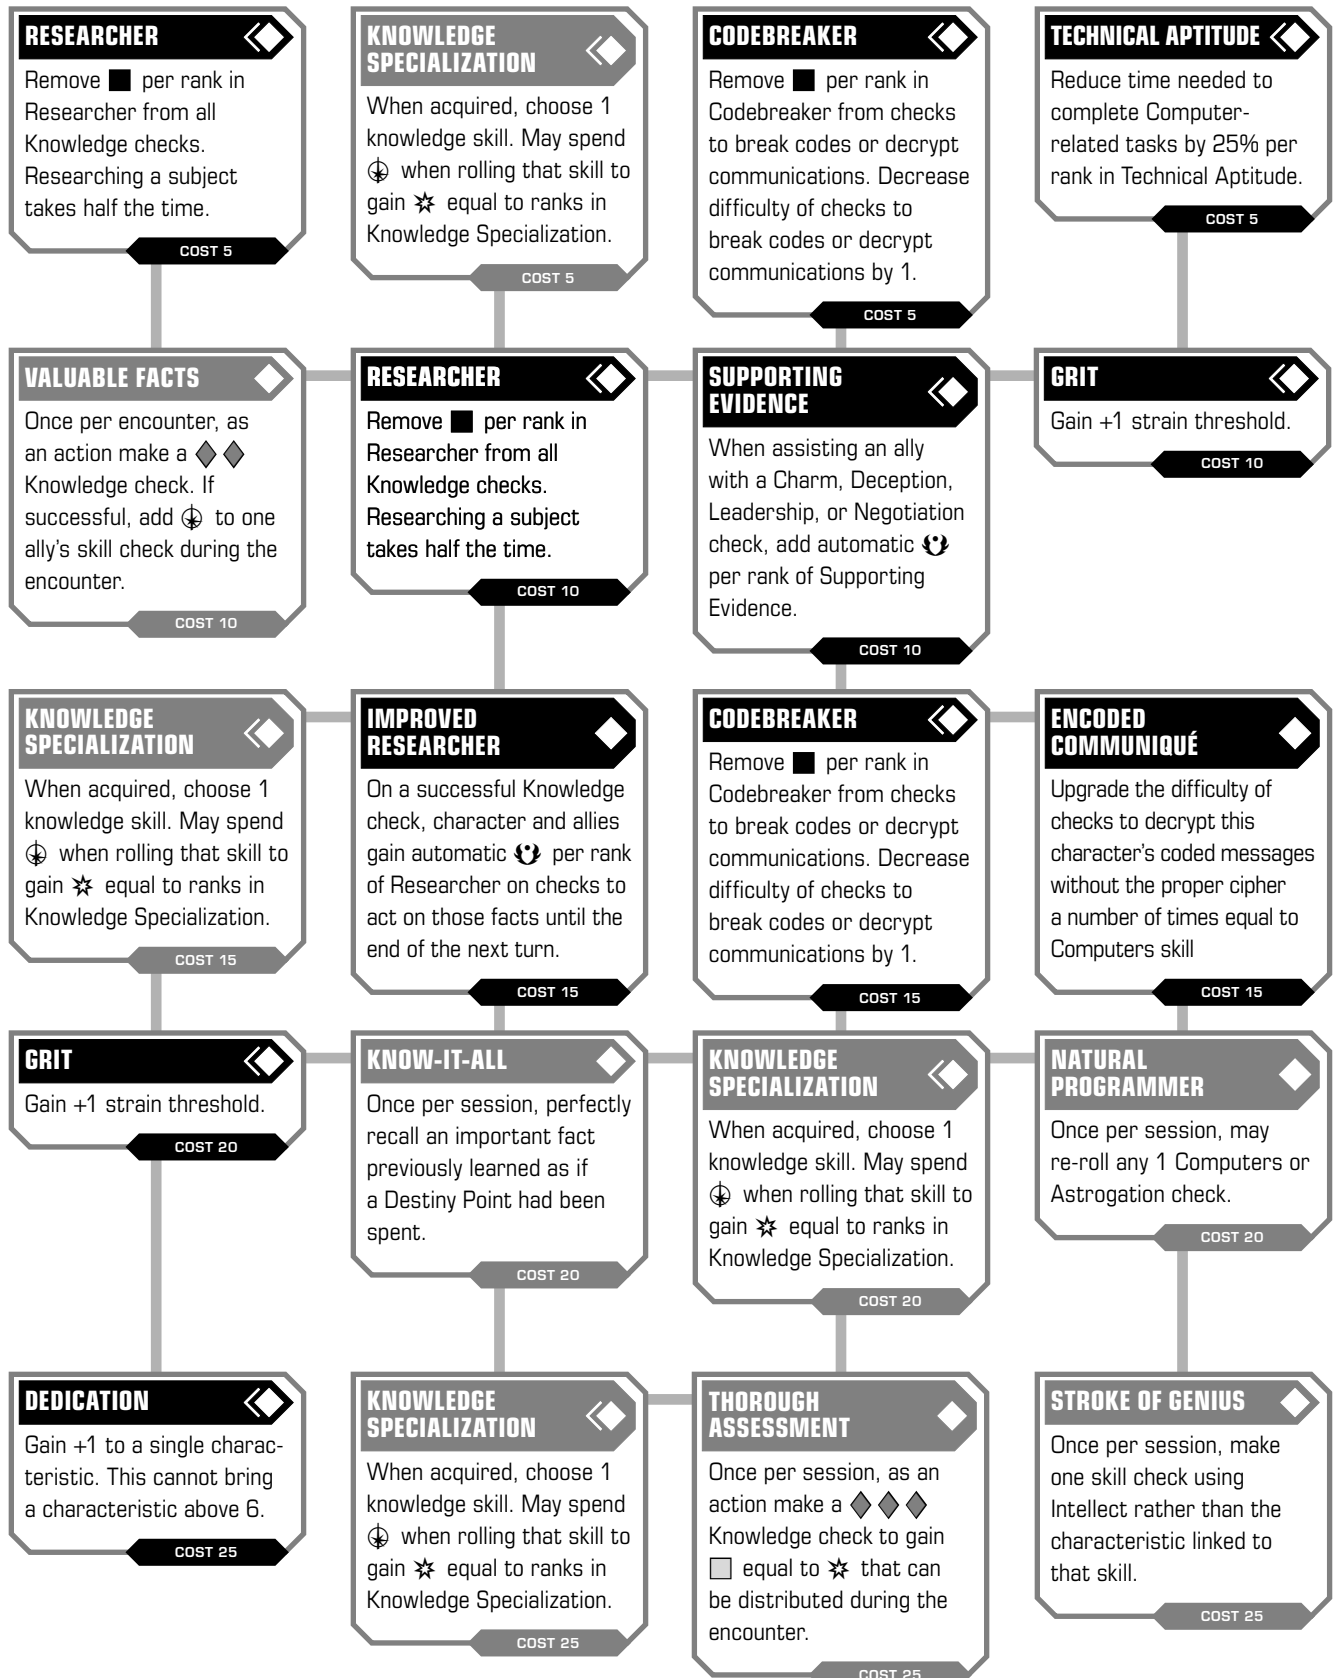 RESEARCHER
Remove per rank in
Researcher from all
Knowledge checks.
Researching a subject
takes half the time.
COST 5
KNOWLEDGE
SPECIALIZATION
When acquired, choose 1
knowledge skill. May spend
when rolling that skill to
gain equal to ranks in
Knowledge Specialization.
COST 5
CODEBREAKER
Remove per rank in
Codebreaker from checks
to break codes or decrypt
communications. Decrease
difficulty of checks to
break codes or decrypt
communications by 1.
COST 5
TECHNICAL APTITUDE
Reduce time needed to
complete Computer-
related tasks by 25% per
rank in Technical Aptitude.
COST 5
VALUABLE FACTS
Once per encounter, as
an action make a
Knowledge check. If
successful, add to one
ally's skill check during the
encounter.
COST 10
RESEARCHER
Remove per rank in
Researcher from all
Knowledge checks.
Researching a subject
takes half the time.
COST 10
SUPPORTING
EVIDENCE
When assisting an ally
with a Charm, Deception,
Leadership, or Negotiation
check, add automatic
per rank of Supporting
Evidence.
COST 10
GRIT
Gain +1 strain threshold.
COST 10
KNOWLEDGE
SPECIALIZATION
When acquired, choose 1
knowledge skill. May spend
when rolling that skill to
gain equal to ranks in
Knowledge Specialization.
COST 15
IMPROVED
RESEARCHER
On a successful Knowledge
check, character and allies
gain automatic per rank
of Researcher on checks to
act on those facts until the
end of the next turn.
COST 15
CODEBREAKER
Remove per rank in
Codebreaker from checks
to break codes or decrypt
communications. Decrease
difficulty of checks to
break codes or decrypt
communications by 1.
COST 15
ENCODED
COMMUNIQUÉ
Upgrade the difficulty of
checks to decrypt this
character's coded messages
without the proper cipher
a number of times equal to
Computers skill
COST 15
GRIT
Gain +1 strain threshold.
COST 20
KNOW-IT-ALL
Once per session, perfectly
recall an important fact
previously learned as if
a Destiny Point had been
spent.
COST 20
KNOWLEDGE
SPECIALIZATION
When acquired, choose 1
knowledge skill. May spend
when rolling that skill to
gain equal to ranks in
Knowledge Specialization.
COST 20
NATURAL
PROGRAMMER
Once per session, may
re-roll any 1 Computers or
Astrogation check.
COST 20
DEDICATION
Gain +1 to a single charac-
teristic. This cannot bring
a characteristic above 6.
COST 25
KNOWLEDGE
SPECIALIZATION
When acquired, choose 1
knowledge skill. May spend
when rolling that skill to
gain equal to ranks in
Knowledge Specialization.
COST 25
THOROUGH
ASSESSMENT
Once per session, as an
action make a
Knowledge check to gain
equal to that can
be distributed during the
encounter.
COST 25
STROKE OF GENIUS
Once per session, make
one skill check using
Intellect rather than the
characteristic linked to
that skill.
COST 25